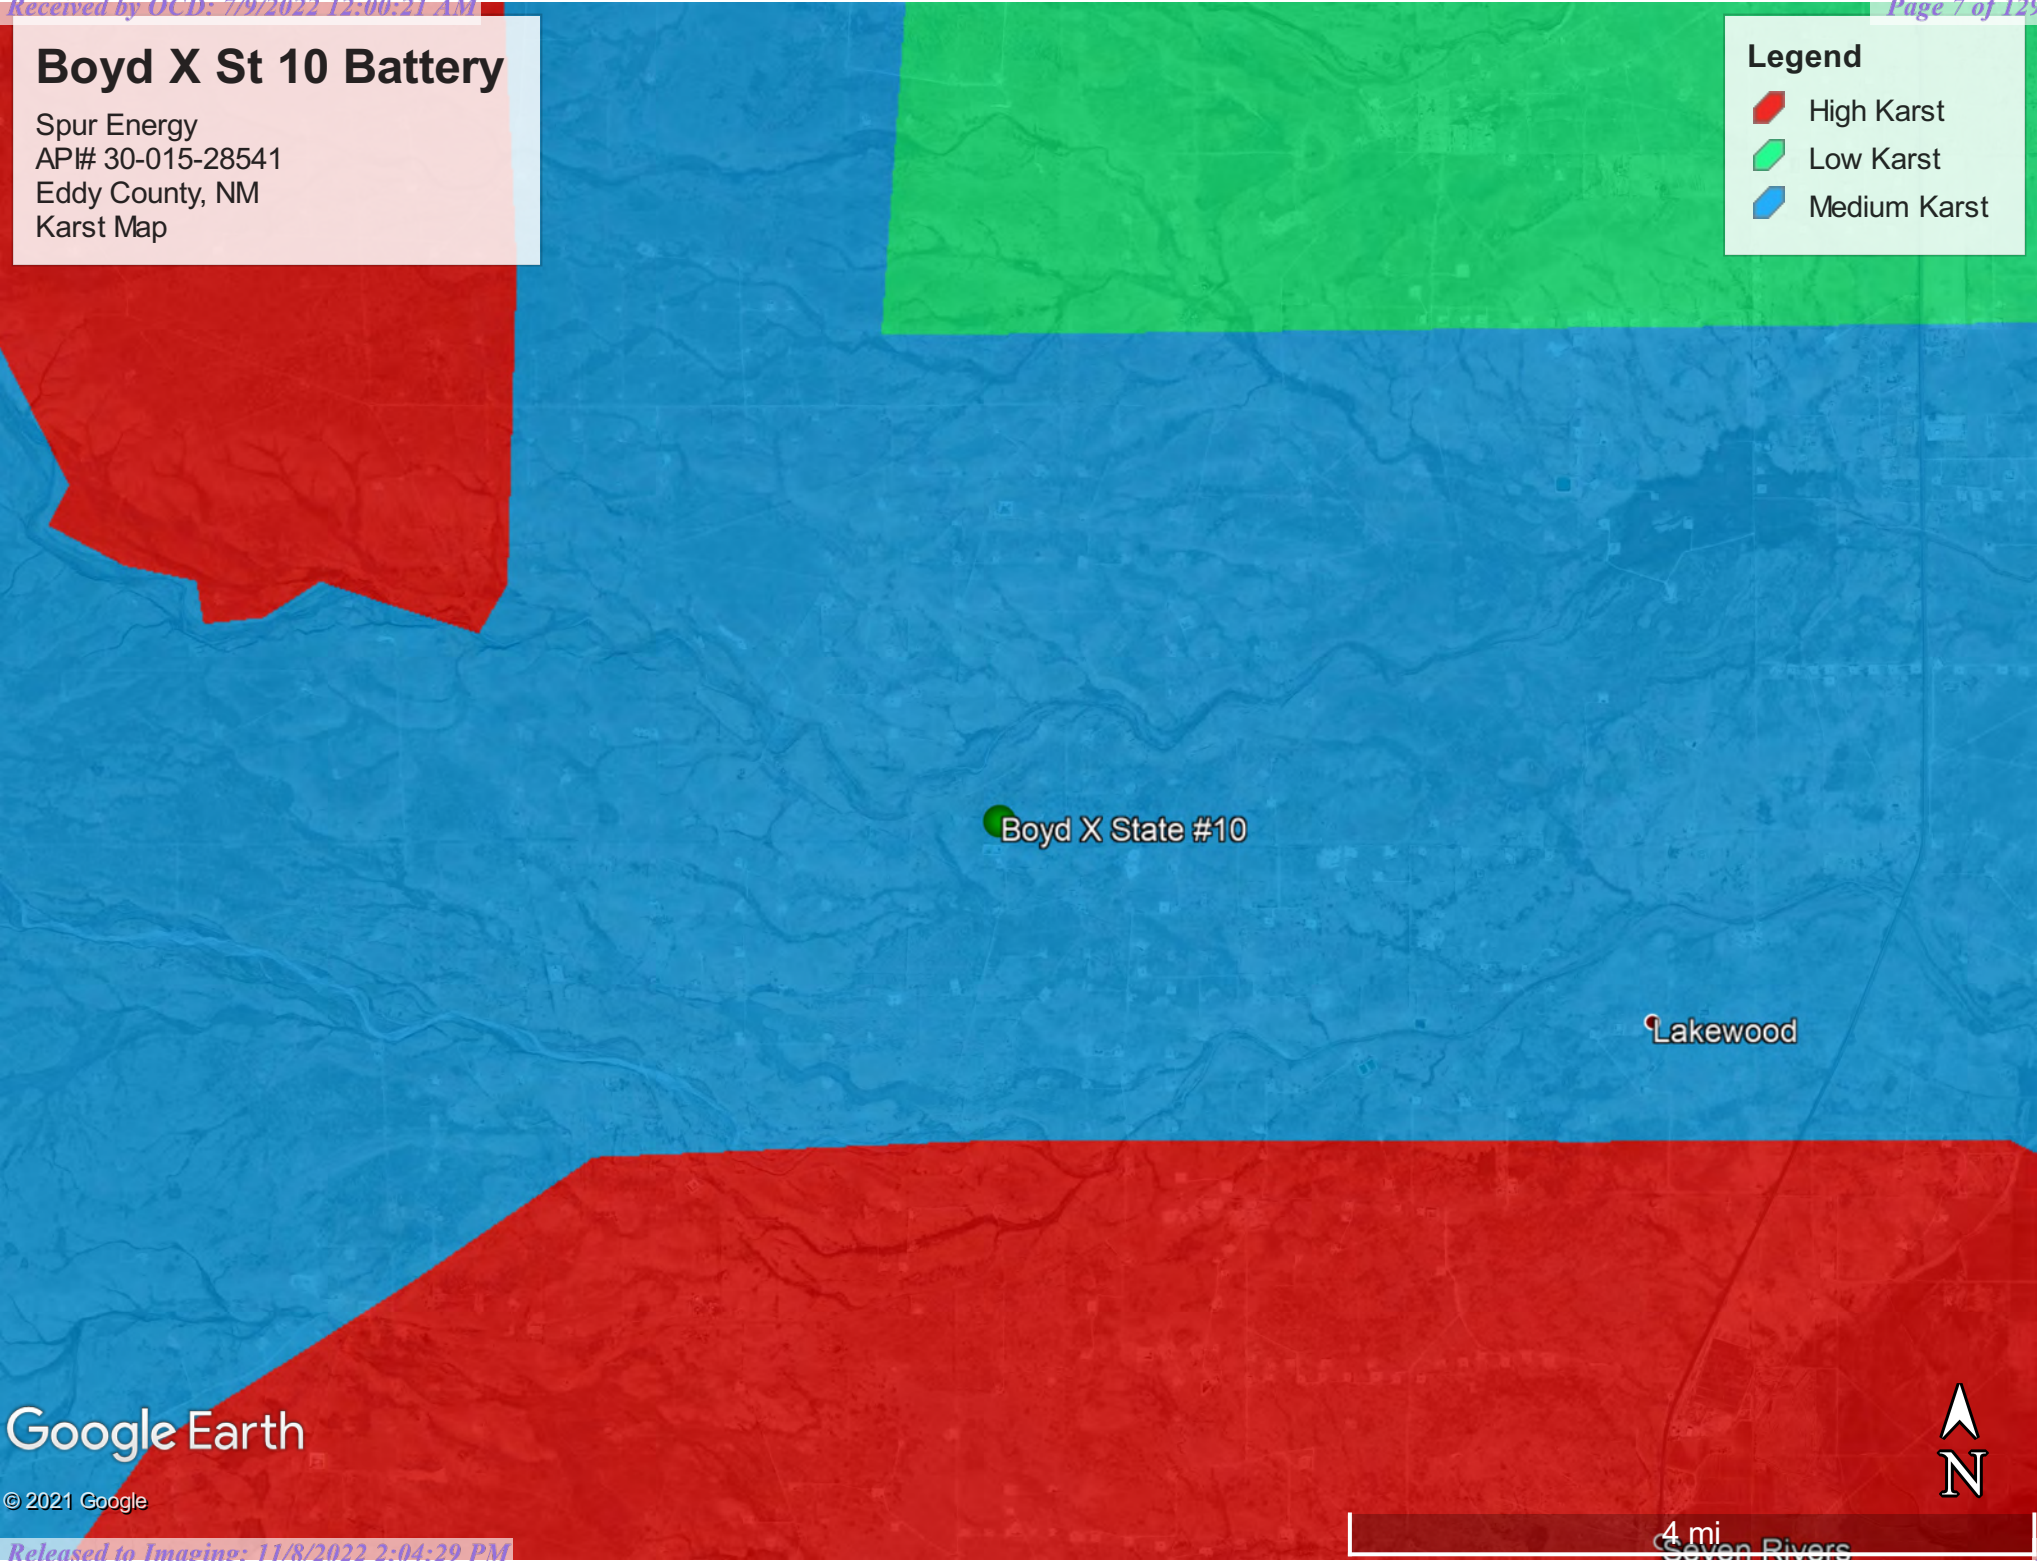 Received by OCD: 7/9/2022 12:00:21 AM
Page 7 of 129
Boyd X St 10 Battery
Spur Energy
API# 30-015-28541
Eddy County, NM
Karst Map
Legend
High Karst
Low Karst
Medium Karst
Boyd X State #10
Lakewood
Google Earth
© 2021 Google
N
4 mi
Seven Rivers
Released to Imaging: 11/8/2022 2:04:29 PM